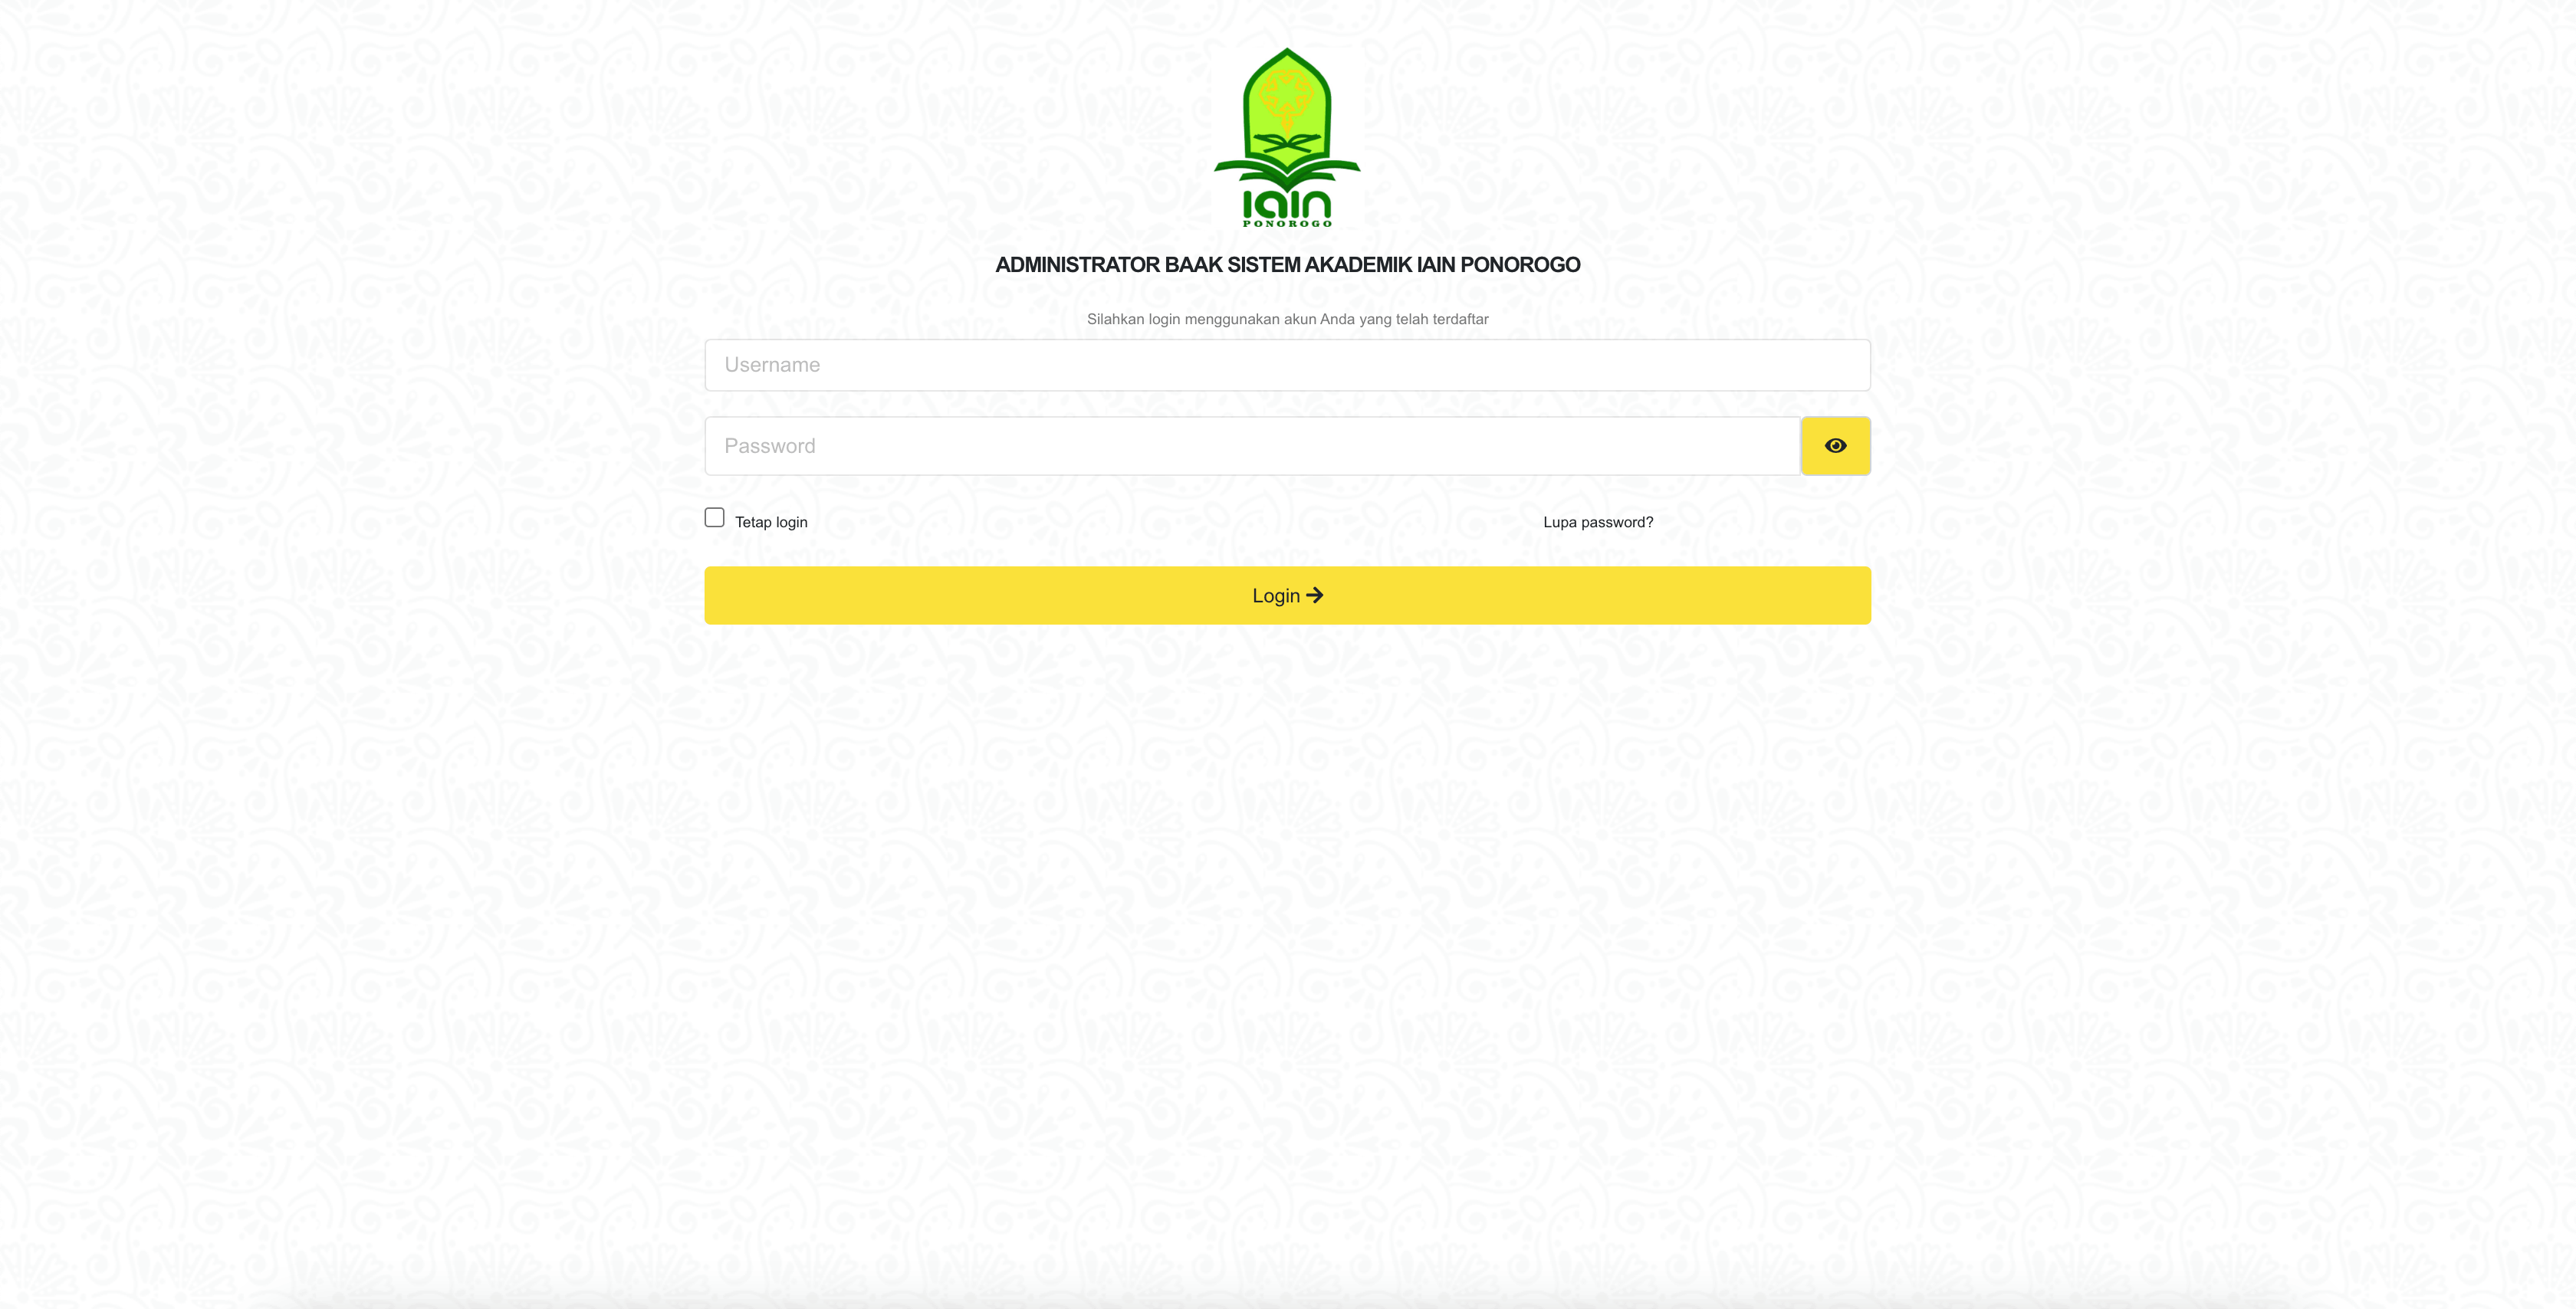 iain
PONOROGO
ADMINISTRATOR BAAK SISTEM AKADEMIK IAIN PONOROGO
Silahkan login menggunakan akun Anda yang telah terdaftar
Username
Password
Tetap login
Lupa password?
Login